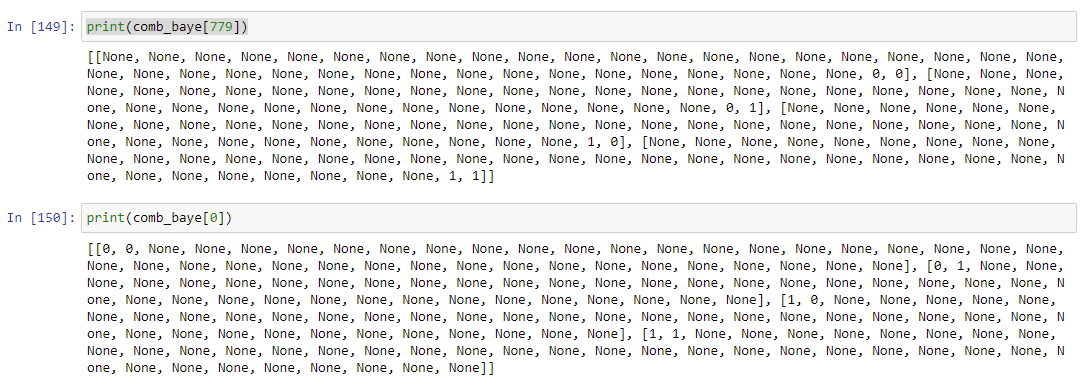 In [149]: print(comb_baye[779])
[[None, None, None, None, None, None, None, None, None, None, None, None, None, None, None, None, None, None, None, None, None,
None, None, None, None, None, None, None, None, None, None, None, None, None, None, None, None, None, 0, 0], [None, None, None,
None, None, None, None, None, None, None, None, None, None, None, None, None, None, None, None, None, None, None, None, None, N
one, None, None, None, None, None, None, None, None, None, None, None, None, None, 0, 1], [None, None, None, None, None, None,
None, None, None, None, None, None, None, None, None, None, None, None, None, None, None, None, None, None, None, None, None, N
one, None, None, None, None, None, None, None, None, None, None, 1, 0], [None, None, None, None, None, None, None, None, None,
None, None, None, None, None, None, None, None, None, None, None, None, None, None, None, None, None, None, None, None, None, N
one, None, None, None, None, None, None, None, 1, 1]]
In [150]: print(comb_baye[0])
[[0, 0, None, None, None, None, None, None, None, None, None, None, None, None, None, None, None, None, None, None, None, None,
None, None, None, None, None, None, None, None, None, None, None, None, None, None, None, None, None, None], [0, 1, None, None,
None, None, None, None, None, None, None, None, None, None, None, None, None, None, None, None, None, None, None, None, None, N
one, None, None, None, None, None, None, None, None, None, None, None, None, None, None], [1, 0, None, None, None, None, None,
None, None, None, None, None, None, None, None, None, None, None, None, None, None, None, None, None, None, None, None, None, N
one, None, None, None, None, None, None, None, None, None, None, None], [1, 1, None, None, None, None, None, None, None, None,
None, None, None, None, None, None, None, None, None, None, None, None, None, None, None, None, None, None, None, None, None, N
one, None, None, None, None, None, None, None, None]]